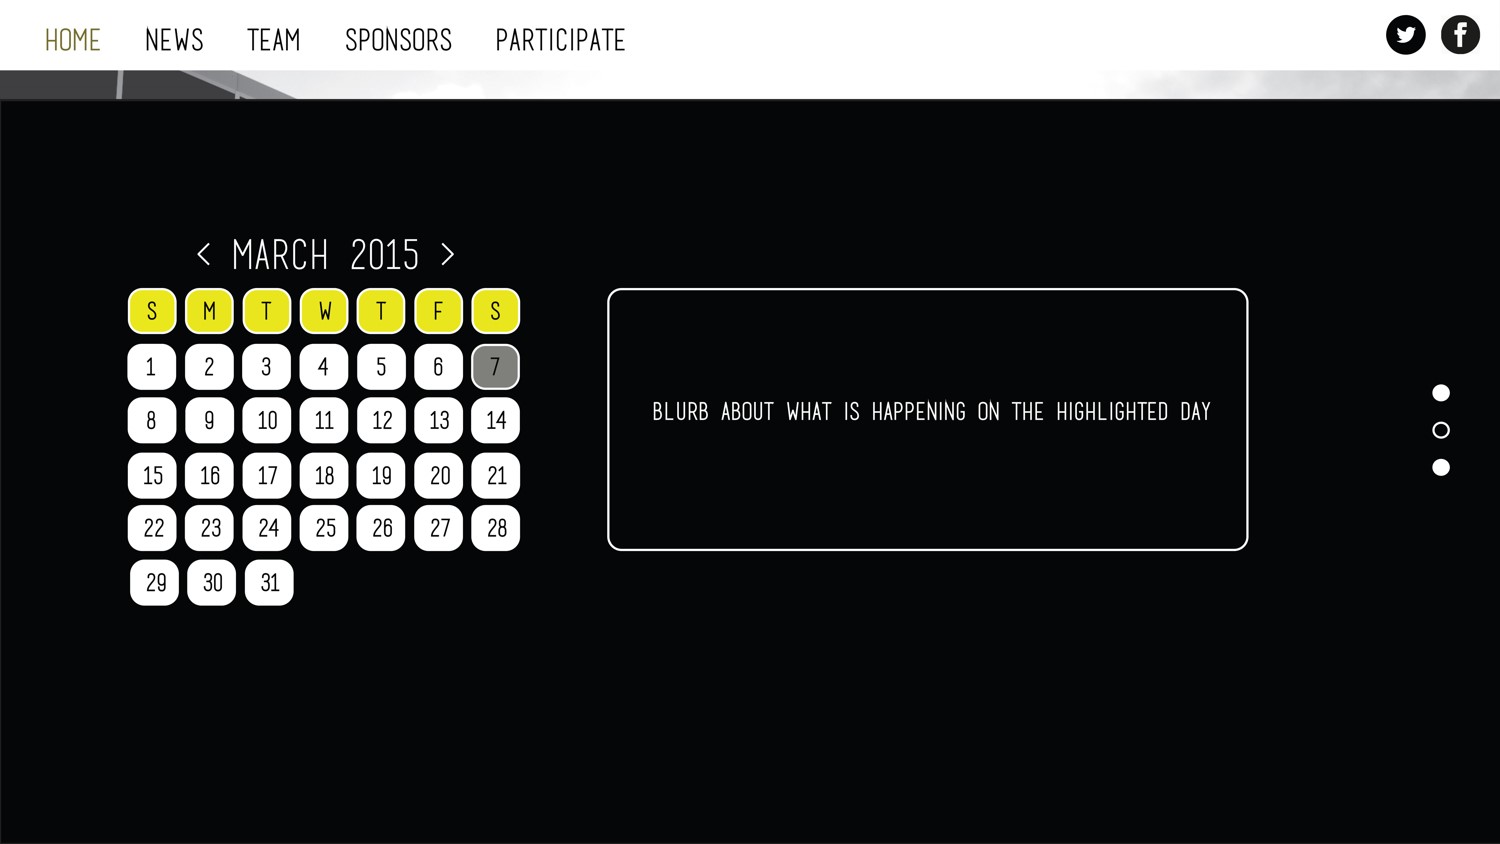 HOME NEWS TEAM SPONSORS PARTICIPATE
< MARCH 2015 >
S M T W T F S
1 2 3 4 5 6 7
8 9 10 11 12 13 14
15 16 17 18 19 20 21
22 23 24 25 26 27 28
29 30 31
BLURB ABOUT WHAT IS HAPPENING ON THE HIGHLIGHTED DAY